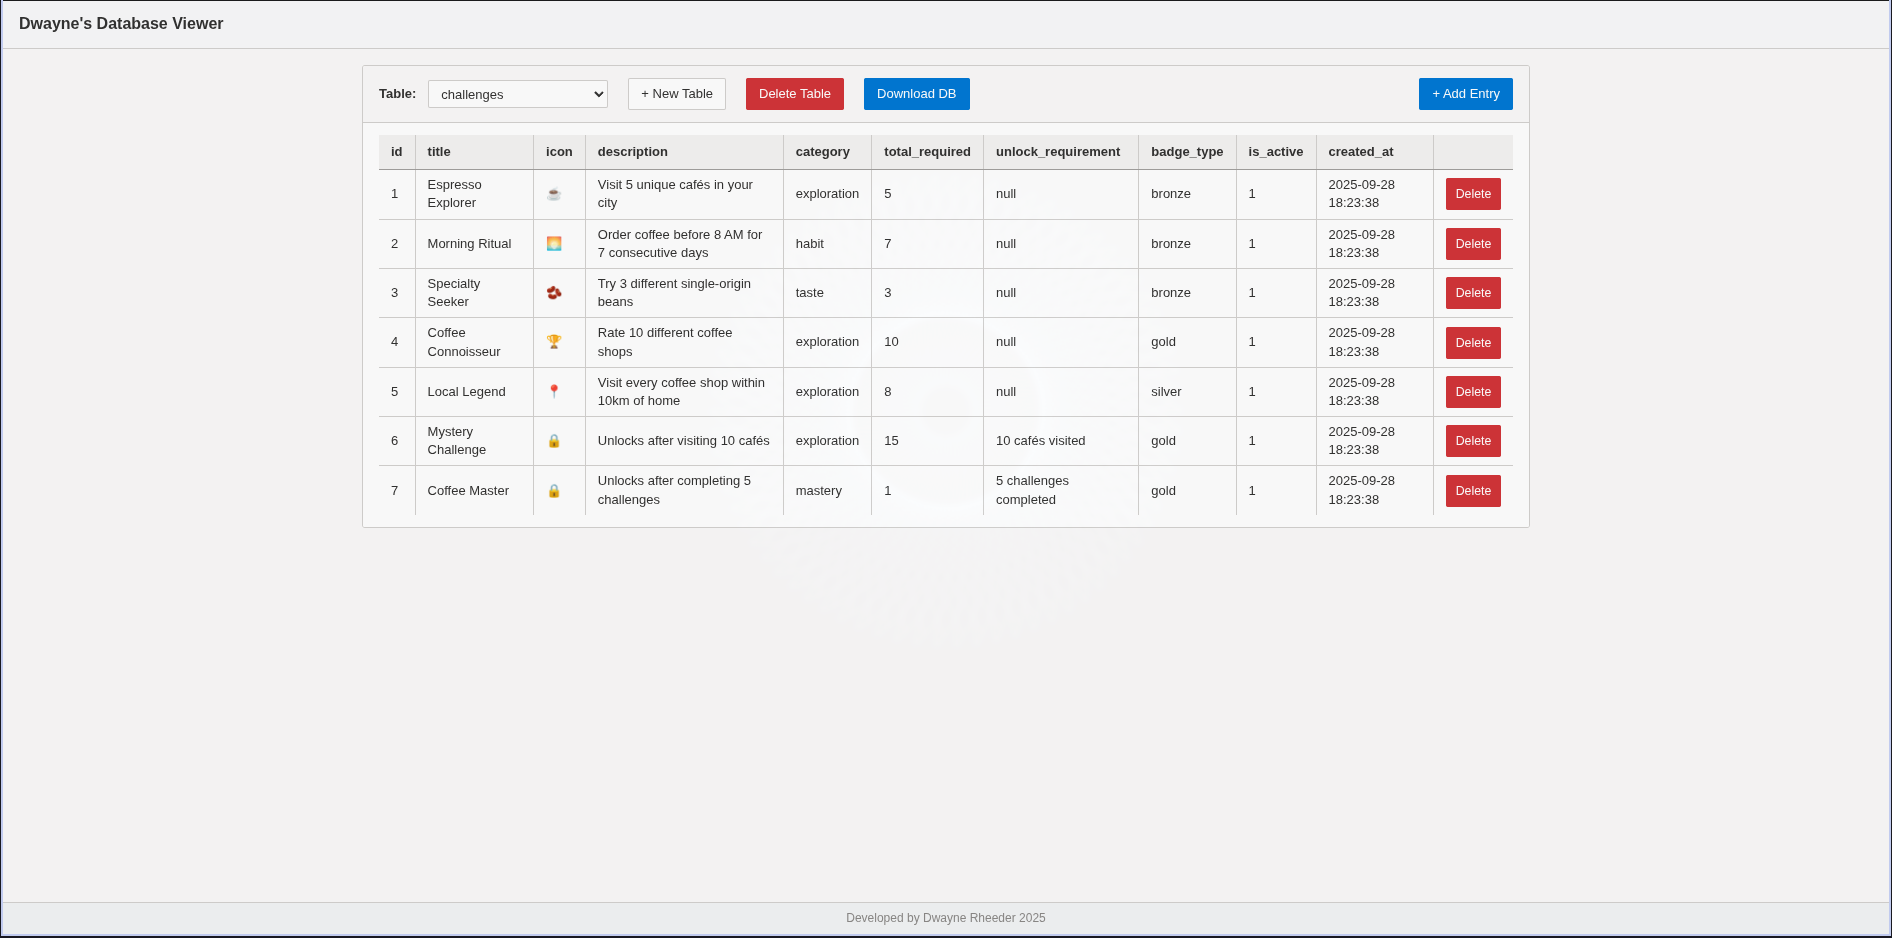 Dwayne's Database Viewer
Table: challenges + New Table Delete Table Download DB + Add Entry
id title icon description category total_required unlock_requirement badge_type is_active created_at
1 Espresso Explorer Visit 5 unique cafés in your city exploration 5 null bronze 1 2025-09-28 18:23:38 Delete
2 Morning Ritual Order coffee before 8 AM for 7 consecutive days habit 7 null bronze 1 2025-09-28 18:23:38 Delete
3 Specialty Seeker Try 3 different single-origin beans taste 3 null bronze 1 2025-09-28 18:23:38 Delete
4 Coffee Connoisseur Rate 10 different coffee shops exploration 10 null gold 1 2025-09-28 18:23:38 Delete
5 Local Legend Visit every coffee shop within 10km of home exploration 8 null silver 1 2025-09-28 18:23:38 Delete
6 Mystery Challenge Unlocks after visiting 10 cafés exploration 15 10 cafés visited gold 1 2025-09-28 18:23:38 Delete
7 Coffee Master Unlocks after completing 5 challenges mastery 1 5 challenges completed gold 1 2025-09-28 18:23:38 Delete
Developed by Dwayne Rheeder 2025